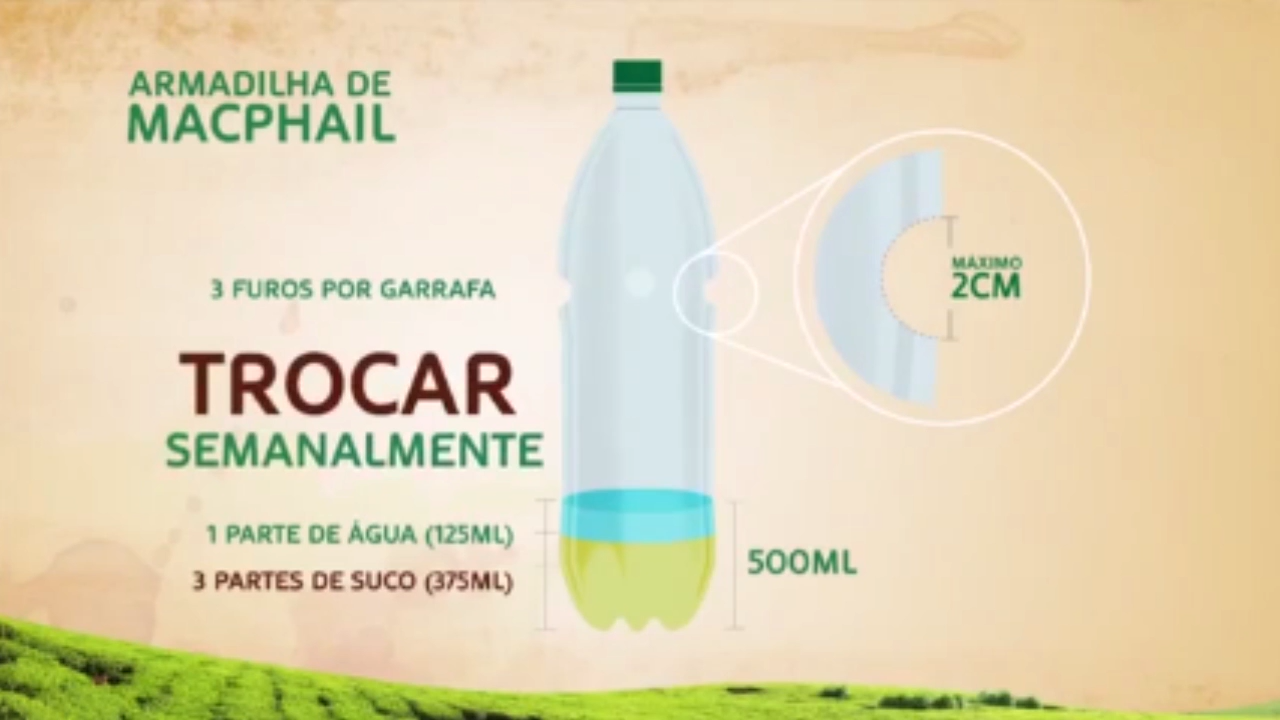 ARMADILHA DE
MACPHAIL
3 FUROS POR GARRAFA
MÁXIMO
2CM
TROCAR
SEMANALMENTE
1 PARTE DE ÁGUA (125ML)
3 PARTES DE SUCO (375ML)
500ML